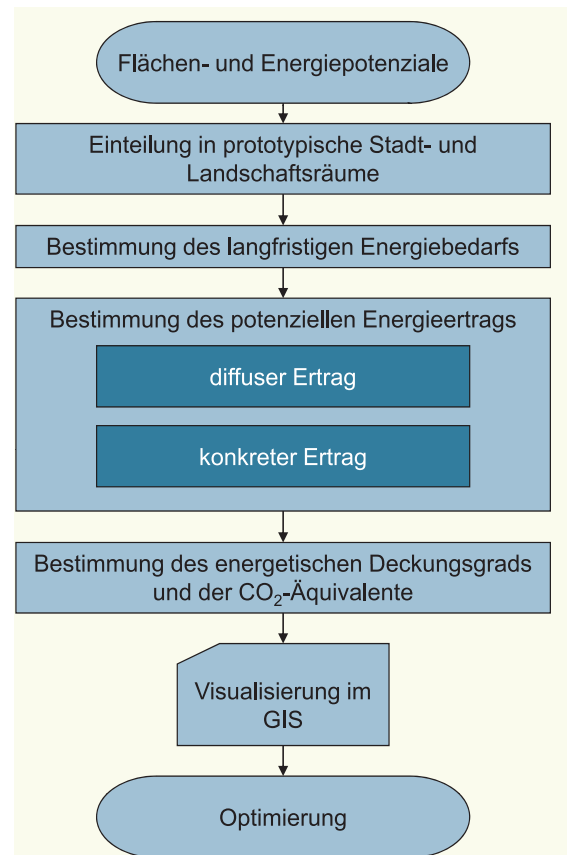 Flächen- und Energiepotenziale
Einteilung in prototypische Stadt- und
Landschaftsräume
Bestimmung des langfristigen Energiebedarfs
Bestimmung des potenziellen Energieertrags
diffuser Ertrag
konkreter Ertrag
Bestimmung des energetischen Deckungsgrads
und der CO₂-Äquivalente
Visualisierung im
GIS
Optimierung